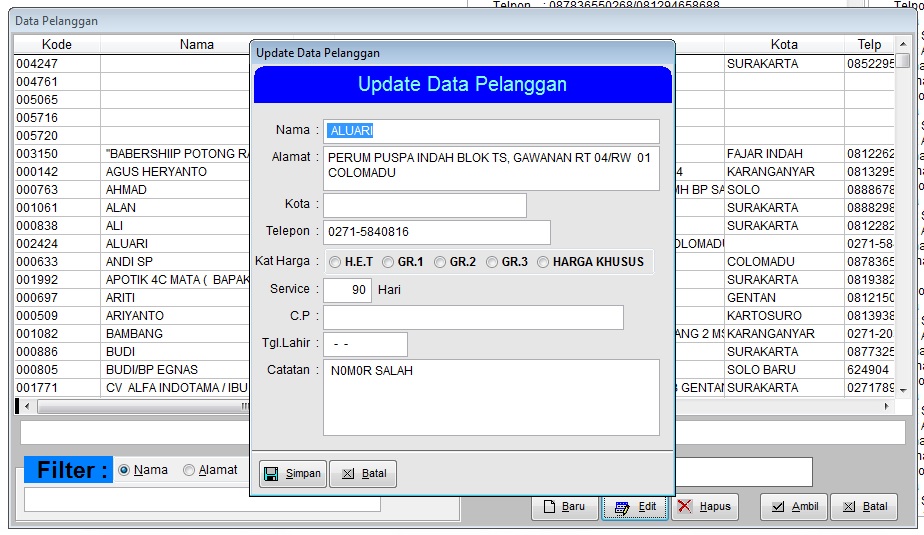 Telpon : 087836550268/081294658688
Data Pelanggan
Kode Nama Kota Telp
004247 SURAKARTA 0852295
004761
005065
005716
005720
003150 "BABERSHIIP POTONG RA FAJAR INDAH 0812262
000142 AGUS HERYANTO 4 KARANGANYAR 0813295
000763 AHMAD MH BP SA SOLO 0888678
001061 ALAN SURAKARTA 0888298
000838 ALI SURAKARTA 0812282
002424 ALUARI OLOMADU 0271-58
000633 ANDI SP COLOMADU 0878365
001992 APOTIK 4C MATA ( BAPAK SURAKARTA 0819382
000697 ARITI GENTAN 0812150
000509 ARIYANTO KARTOSURO 0813938
001082 BAMBANG ANG 2 MS KARANGANYAR 0271-20
000886 BUDI SURAKARTA 0877325
000805 BUDI/BP EGNAS SOLO BARU 624904
001771 CV ALFA INDOTAMA / IBU GENTAN SURAKARTA 0271789
Update Data Pelanggan
Update Data Pelanggan
Nama : ALUARI
Alamat : PERUM PUSPA INDAH BLOK TS, GAWANAN RT 04/RW 01
COLOMADU
Kota :
Telepon : 0271-5840816
Kat Harga : H.E.T GR.1 GR.2 GR.3 HARGA KHUSUS
Service : 90 Hari
C.P :
Tgl.Lahir : - -
Catatan : N0M0R SALAH
Simpan Batal
Filter : Nama Alamat
Baru Edit Hapus Ambil Batal